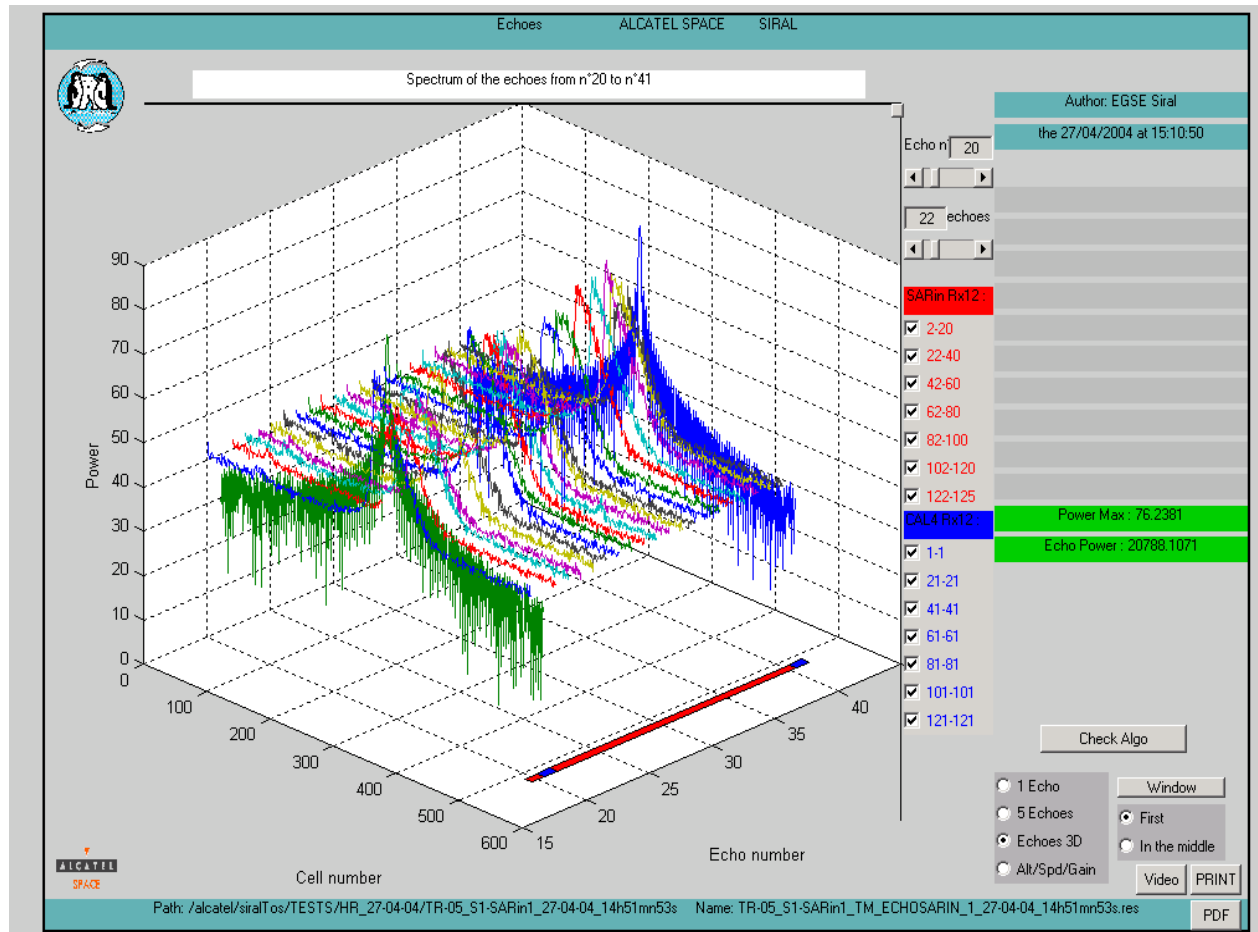 Echoes ALCATEL SPACE SIRAL
Spectrum of the echoes from n°20 to n°41
Author: EGSE Siral
the 27/04/2004 at 15:10:50
Echo n° 20
22 echoes
SARin Rx12 :
2-20
22-40
42-60
62-80
82-100
102-120
122-125
CAL4 Rx12
1-1
21-21
41-41
61-61
81-81
101-101
121-121
Power Max : 76.2381
Echo Power : 20788.1071
Power
90
80
70
60
50
40
30
20
10
0
0
100
200
300
400
500
600
Cell number
15
20
25
30
35
40
Echo number
Check Algo
1 Echo
5 Echoes
Echoes 3D
Alt/Spd/Gain
Window
First
In the middle
Video PRINT
PDF
ALCATEL
SPACE
Path: /alcatel/siralTos/TESTS/HR_27-04-04/TR-05_S1-SARin1_27-04-04_14h51mn53s Name: TR-05_S1-SARin1_TM_ECHOSARIN_1_27-04-04_14h51mn53s.res